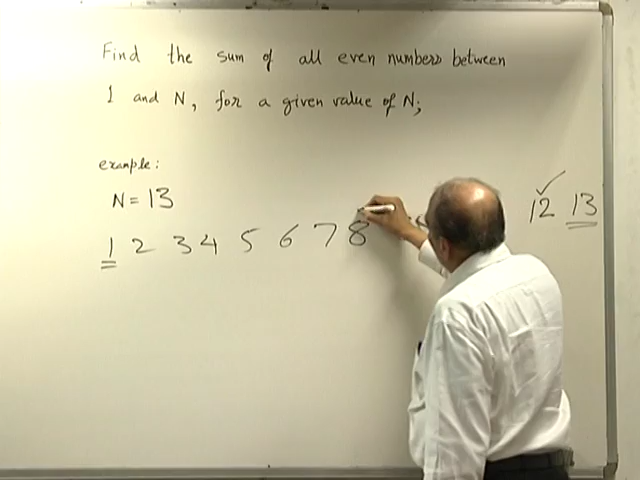 Find the sum of all even numbers between
1 and N, for a given value of N;
example:
N = 13
12 13
1 2 3 4 5 6 7 8